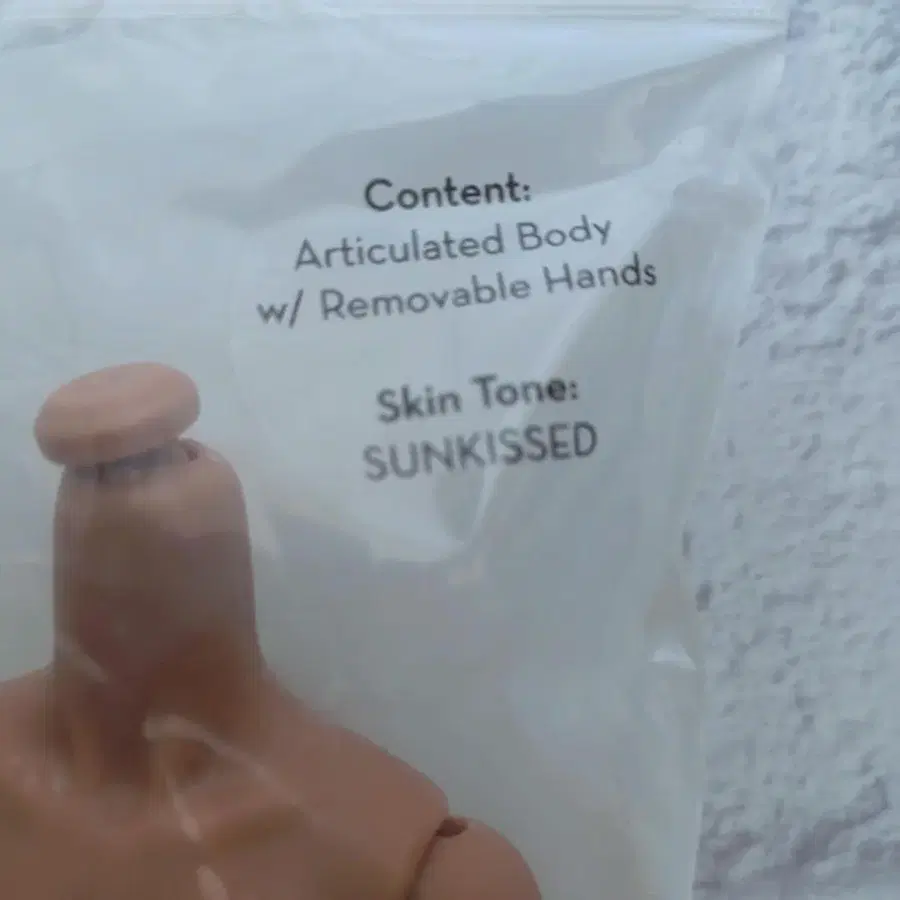 Content:
Articulated Body
w/ Removable Hands
Skin Tone:
SUNKISSED